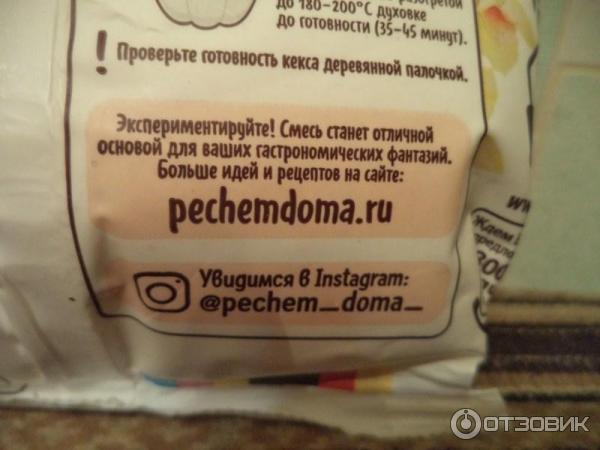 до 180-200°С духовке
до готовности (35-45 минут).
! Проверьте готовность кекса деревянной палочкой.
Экспериментируйте! Смесь станет отличной
основой для ваших гастрономических фантазий.
Больше идей и рецептов на сайте:
pechemdoma.ru
Увидимся в Instagram:
@pechem_doma_
Ждем
ОТЗОВИК